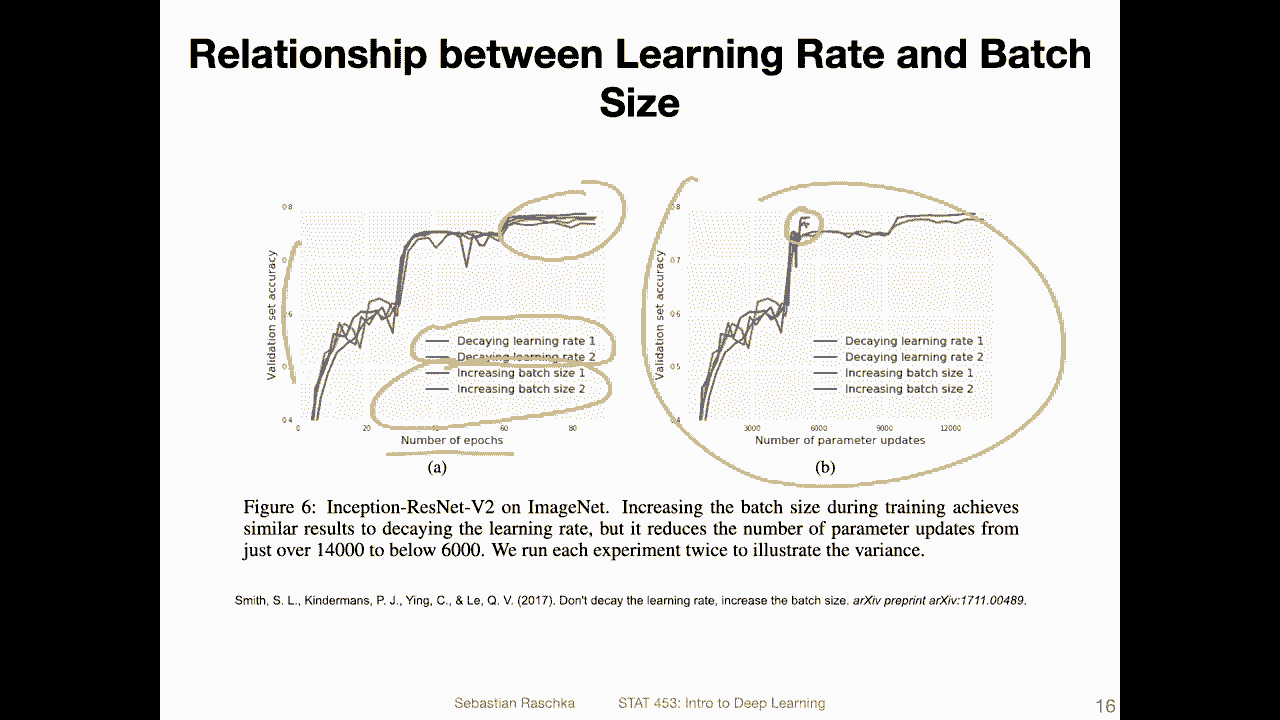 Relationship between Learning Rate and Batch
Size
0.8
0.7
0.6
0.5
0.4
Validation set accuracy
Decaying learning rate 1
Decaying learning rate 2
Increasing batch size 1
Increasing batch size 2
0 20 40 60 80
Number of epochs
(a)
0.8
0.7
0.6
0.5
0.4
Validation set accuracy
Decaying learning rate 1
Decaying learning rate 2
Increasing batch size 1
Increasing batch size 2
3000 6000 9000 12000
Number of parameter updates
(b)
Figure 6: Inception-ResNet-V2 on ImageNet. Increasing the batch size during training achieves
similar results to decaying the learning rate, but it reduces the number of parameter updates from
just over 14000 to below 6000. We run each experiment twice to illustrate the variance.
Smith, S. L., Kindermans, P. J., Ying, C., & Le, Q. V. (2017). Don't decay the learning rate, increase the batch size. arXiv preprint arXiv:1711.00489.
Sebastian Raschka STAT 453: Intro to Deep Learning 16